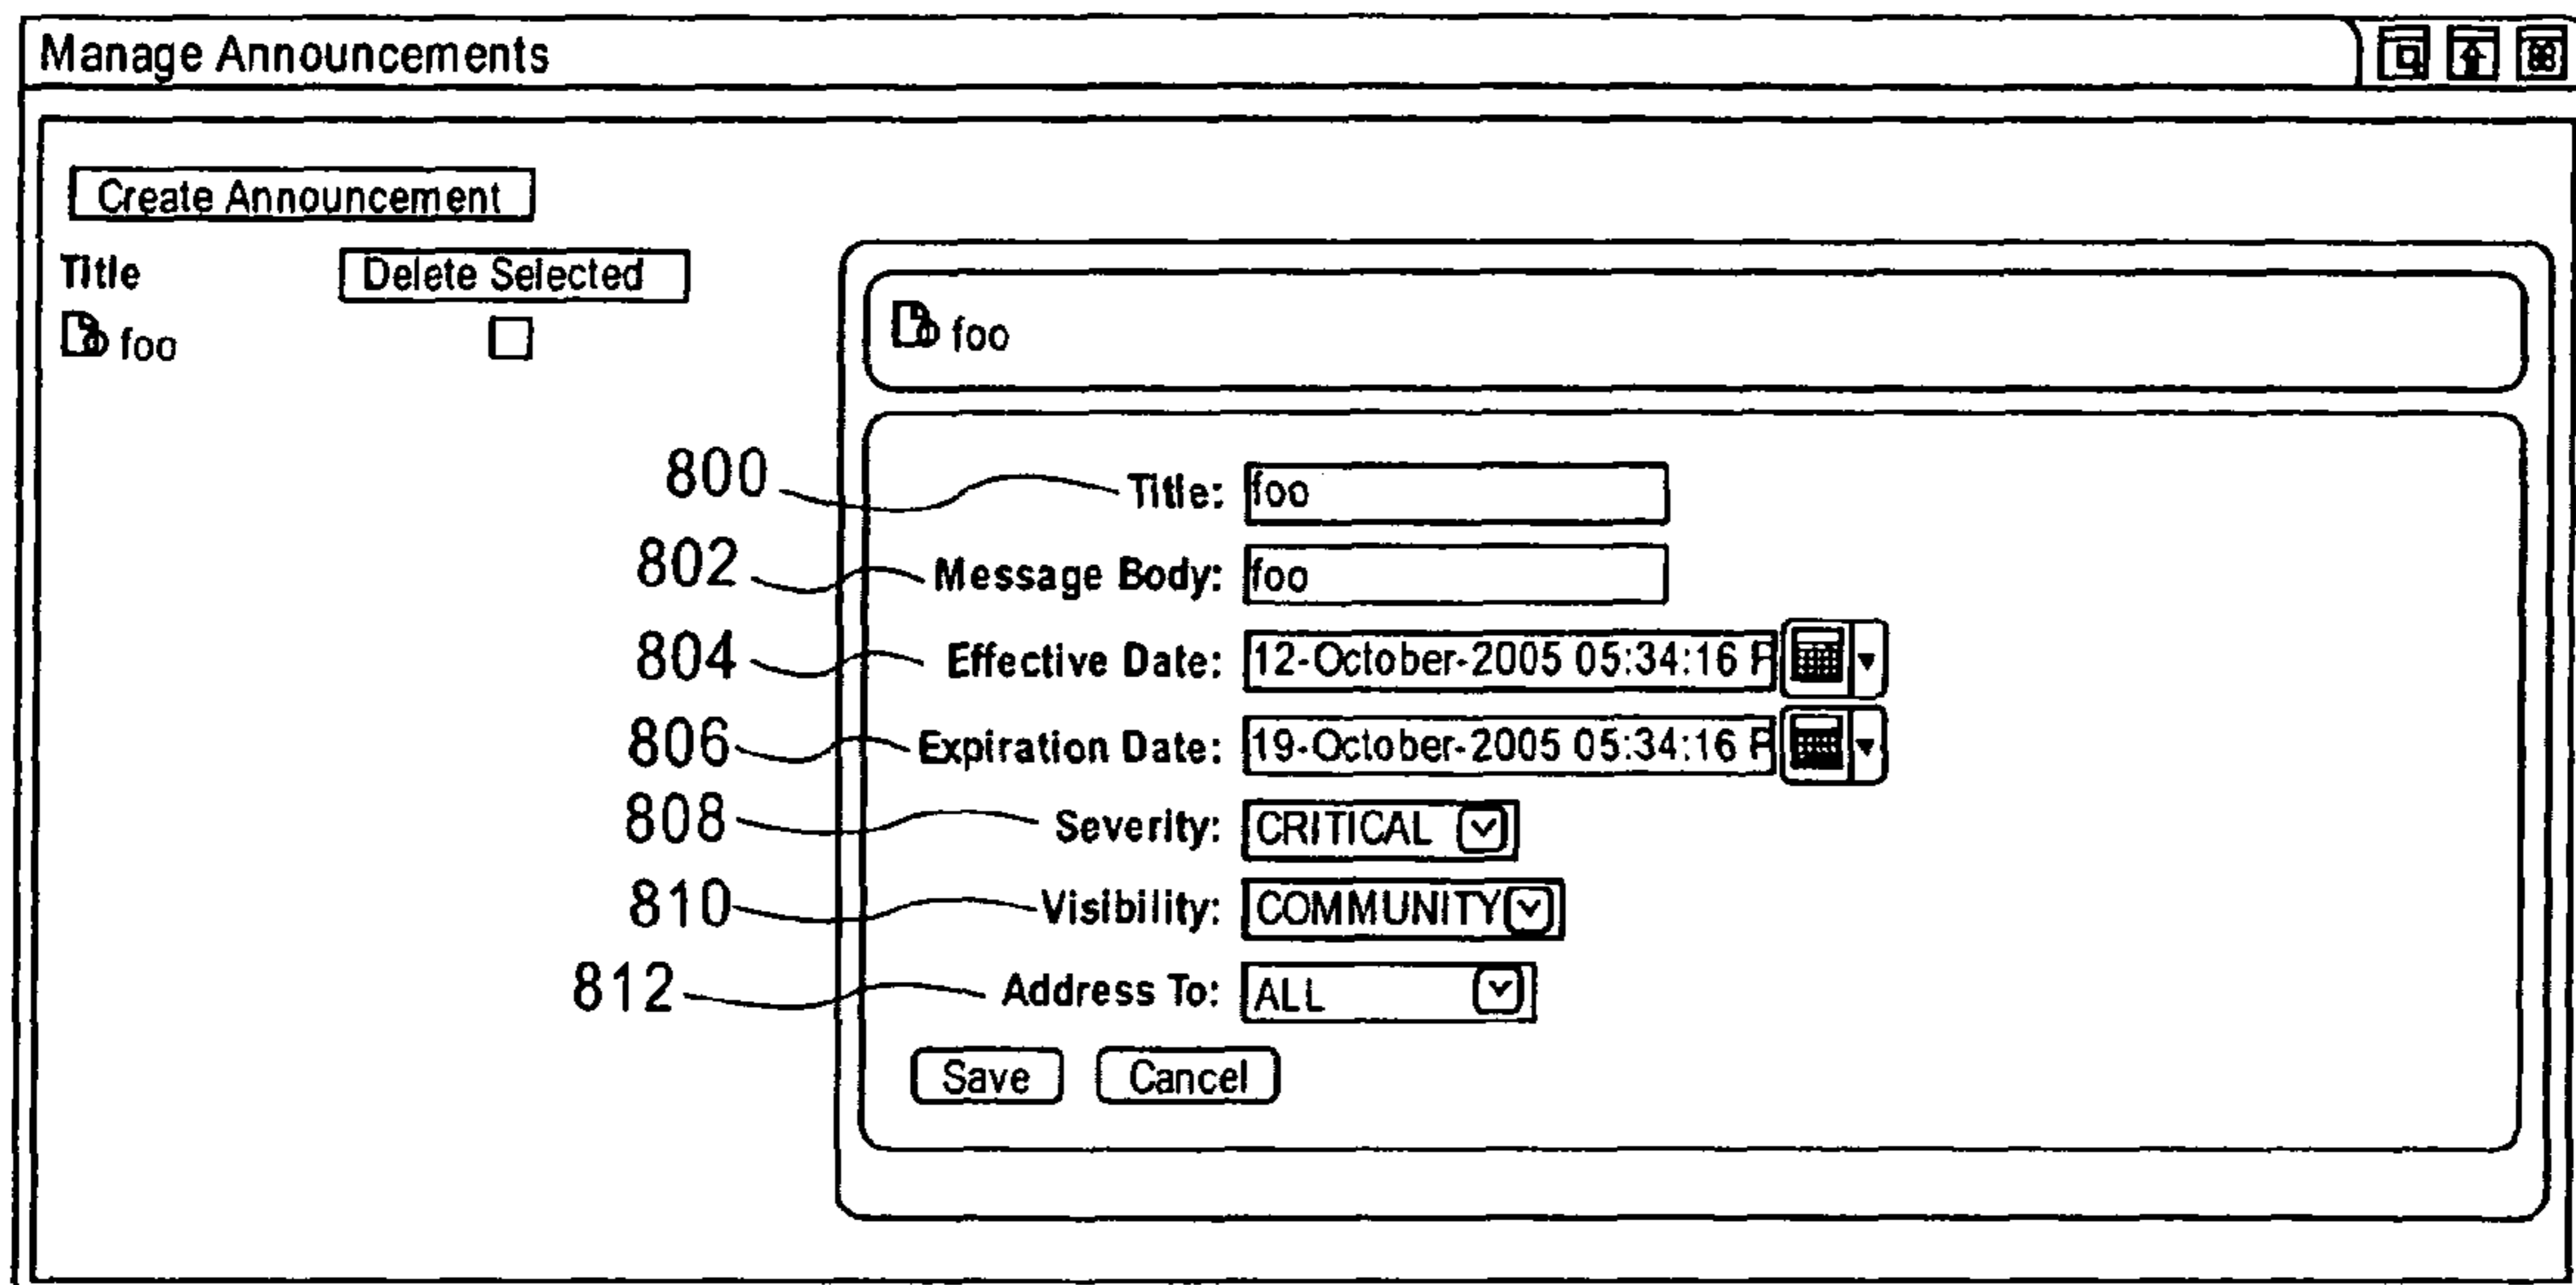 Manage Announcements
Create Announcement
Title Delete Selected
foo
foo
800 Title: foo
802 Message Body: foo
804 Effective Date: 12-October-2005 05:34:16 P
806 Expiration Date: 19-October-2005 05:34:16 P
808 Severity: CRITICAL
810 Visibility: COMMUNITY
812 Address To: ALL
Save Cancel